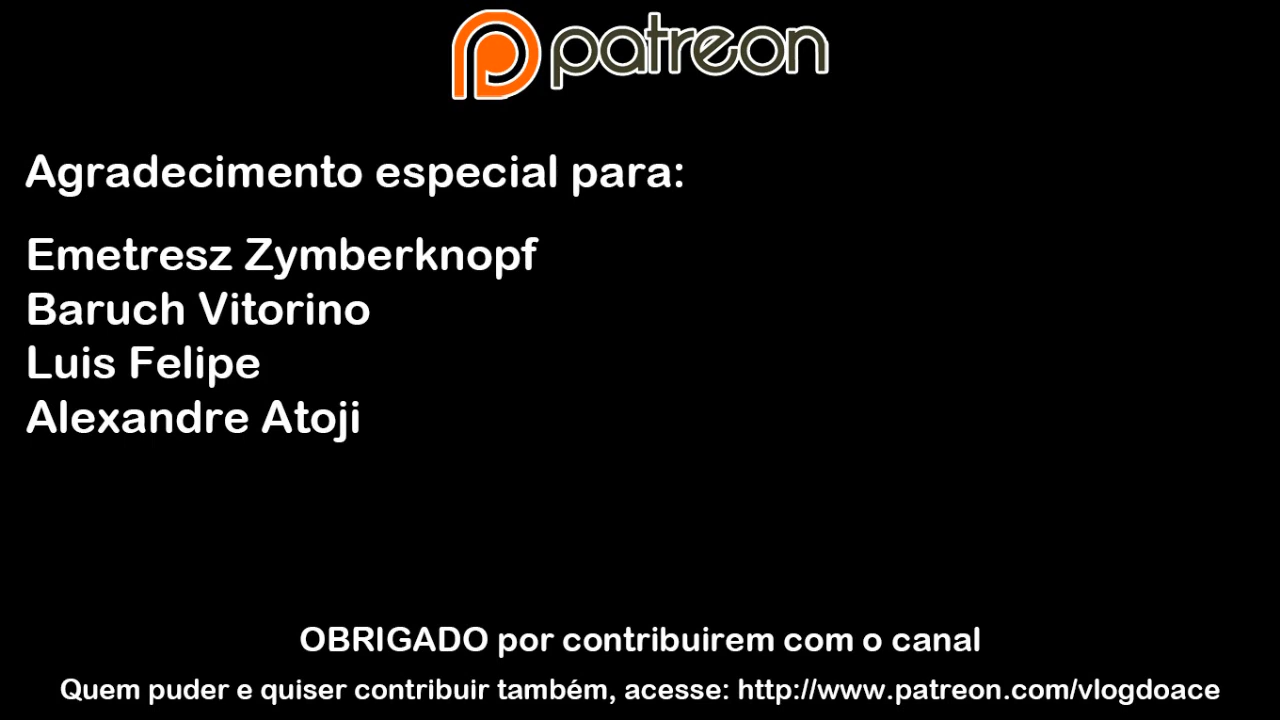 patreon
Agradecimento especial para:
Emetresz Zymberknopf
Baruch Vitorino
Luis Felipe
Alexandre Atoji
OBRIGADO por contribuirem com o canal
Quem puder e quiser contribuir também, acesse: http://www.patreon.com/vlogdoace